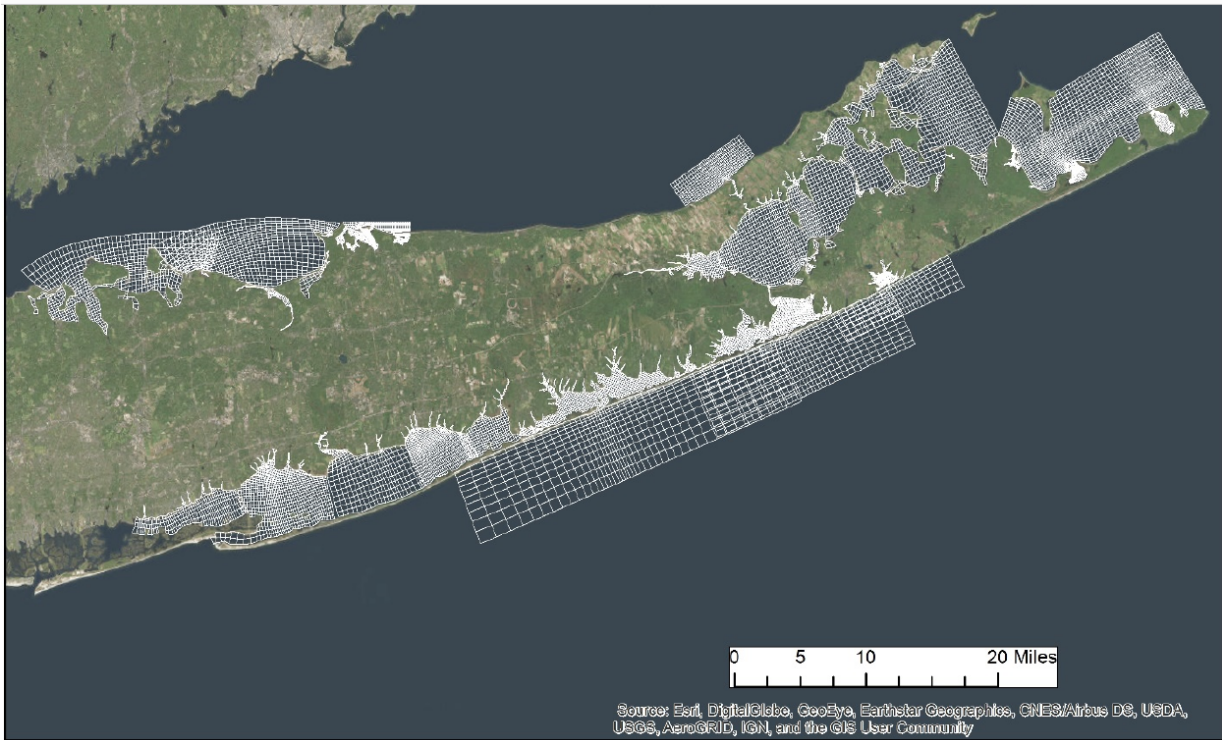 0 5 10 20 Miles
Source: Esri, DigitalGlobe, GeoEye, Earthstar Geographics, CNES/Airbus DS, USDA,
USGS, AeroGRID, IGN, and the GIS User Community